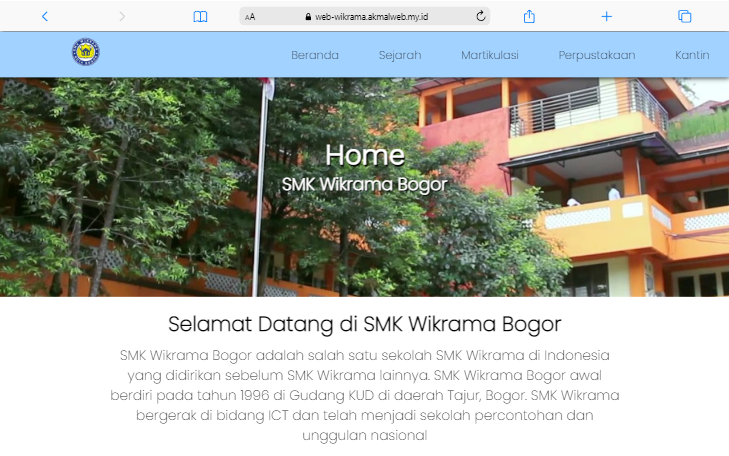 AA web-wikrama.akmalweb.my.id
Beranda Sejarah Martikulasi Perpustakaan Kantin
Home
SMK Wikrama Bogor
Selamat Datang di SMK Wikrama Bogor
SMK Wikrama Bogor adalah salah satu sekolah SMK Wikrama di Indonesia
yang didirikan sebelum SMK Wikrama lainnya. SMK Wikrama Bogor awal
berdiri pada tahun 1996 di Gudang KUD di daerah Tajur, Bogor. SMK Wikrama
bergerak di bidang ICT dan telah menjadi sekolah percontohan dan
unggulan nasional